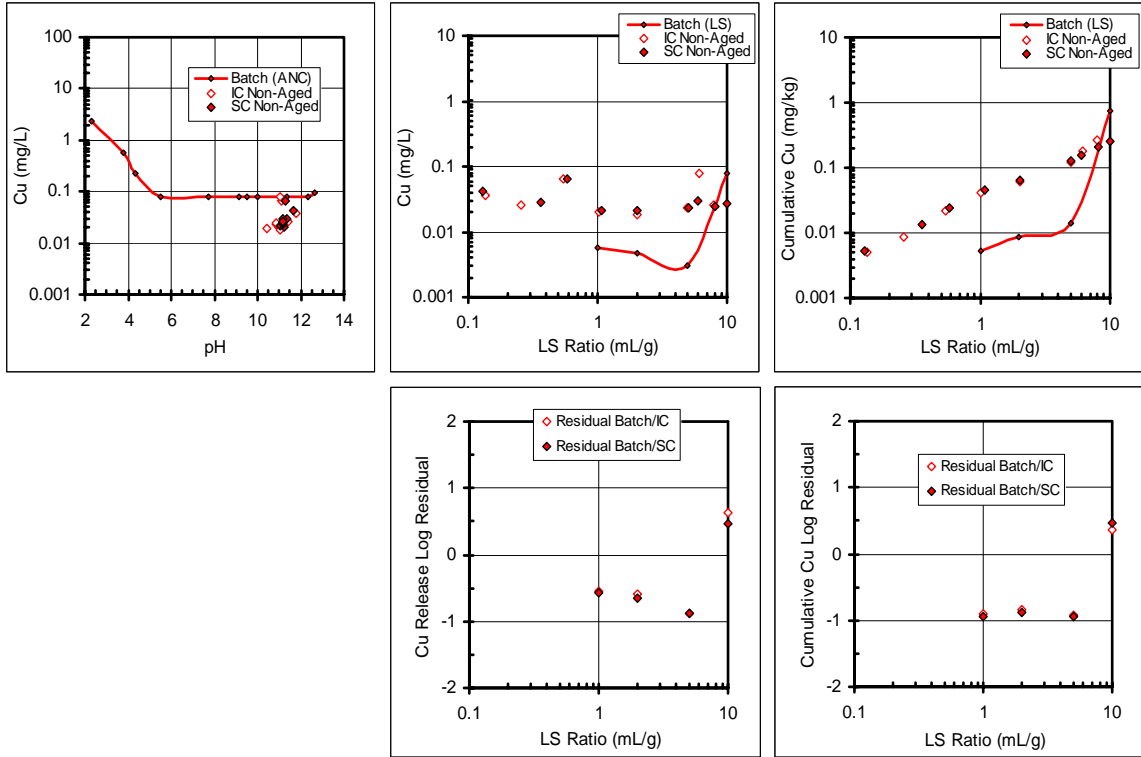 Batch (ANC)
IC Non-Aged
SC Non-Aged
Cu (mg/L)
100
10
1
0.1
0.01
0.001
2 4 6 8 10 12 14
pH
Batch (LS)
IC Non-Aged
SC Non-Aged
Cu (mg/L)
10
1
0.1
0.01
0.001
0.1 1 10
LS Ratio (mL/g)
Batch (LS)
IC Non-Aged
SC Non-Aged
Cumulative Cu (mg/kg)
10
1
0.1
0.01
0.001
0.1 1 10
LS Ratio (mL/g)
Residual Batch/IC
Residual Batch/SC
Cu Release Log Residual
2
1
0
-1
-2
0.1 1 10
LS Ratio (mL/g)
Residual Batch/IC
Residual Batch/SC
Cumulative Cu Log Residual
2
1
0
-1
-2
0.1 1 10
LS Ratio (mL/g)